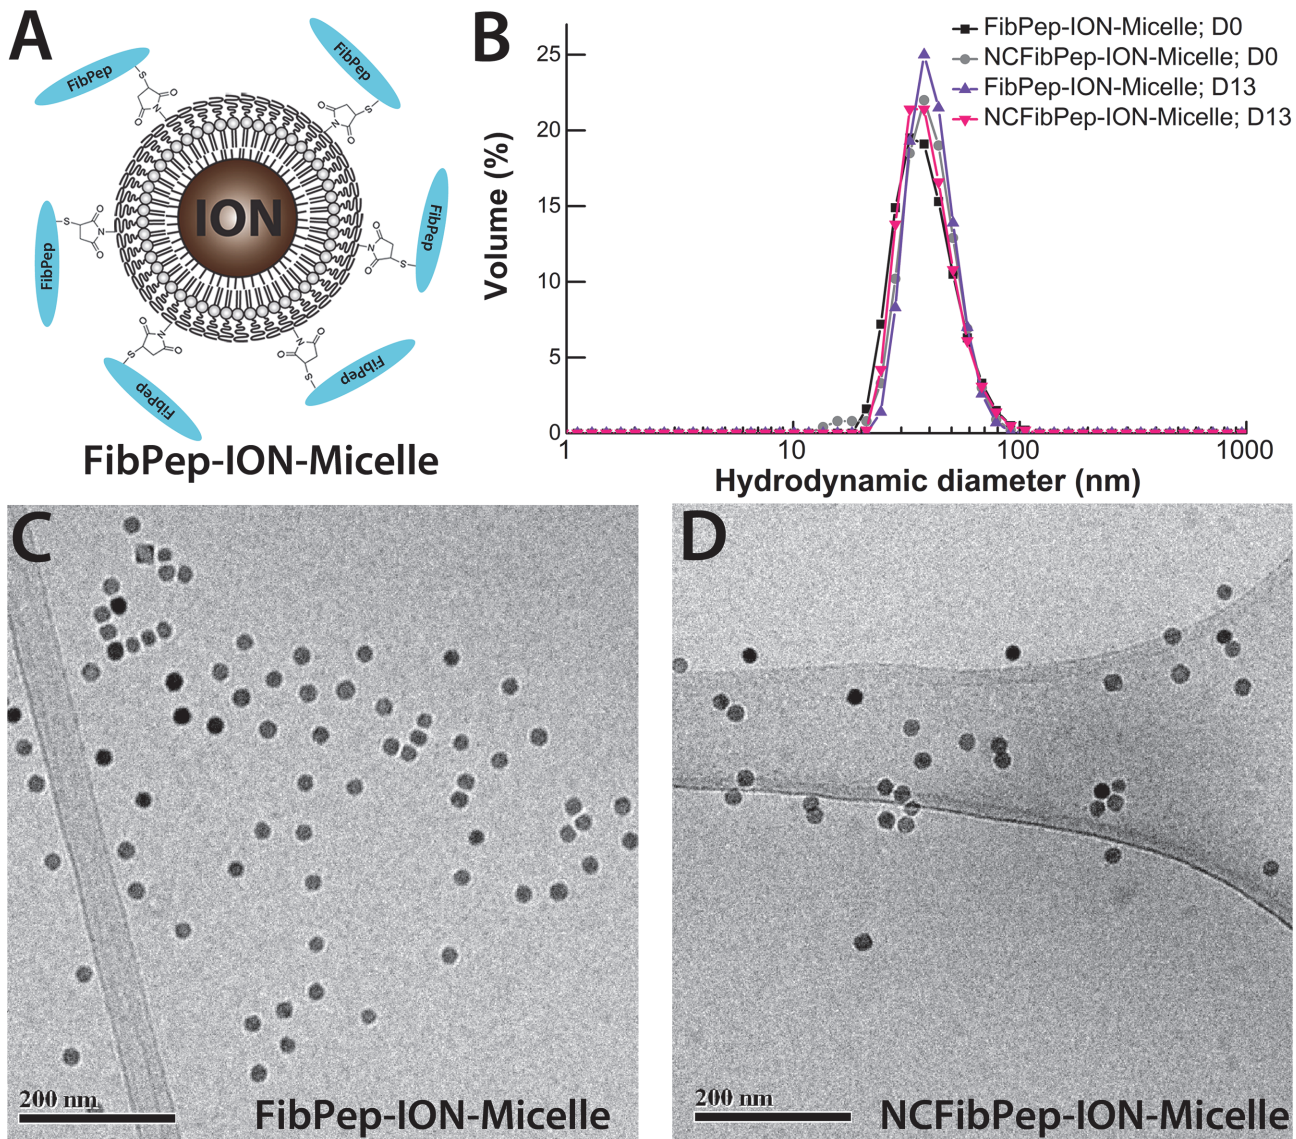 A
FibPep
FibPep
FibPep
FibPep
FibPep
FibPep
S
O
N
O
O
N
O
S
S
O
N
O
O
N
O
S
S
O
N
O
O
N
O
S
ION
FibPep-ION-Micelle
B
FibPep-ION-Micelle; D0
NCFibPep-ION-Micelle; D0
FibPep-ION-Micelle; D13
NCFibPep-ION-Micelle; D13
Volume (%)
25
20
15
10
5
0
1
10
100
1000
Hydrodynamic diameter (nm)
C
200 nm
FibPep-ION-Micelle
D
200 nm
NCFibPep-ION-Micelle